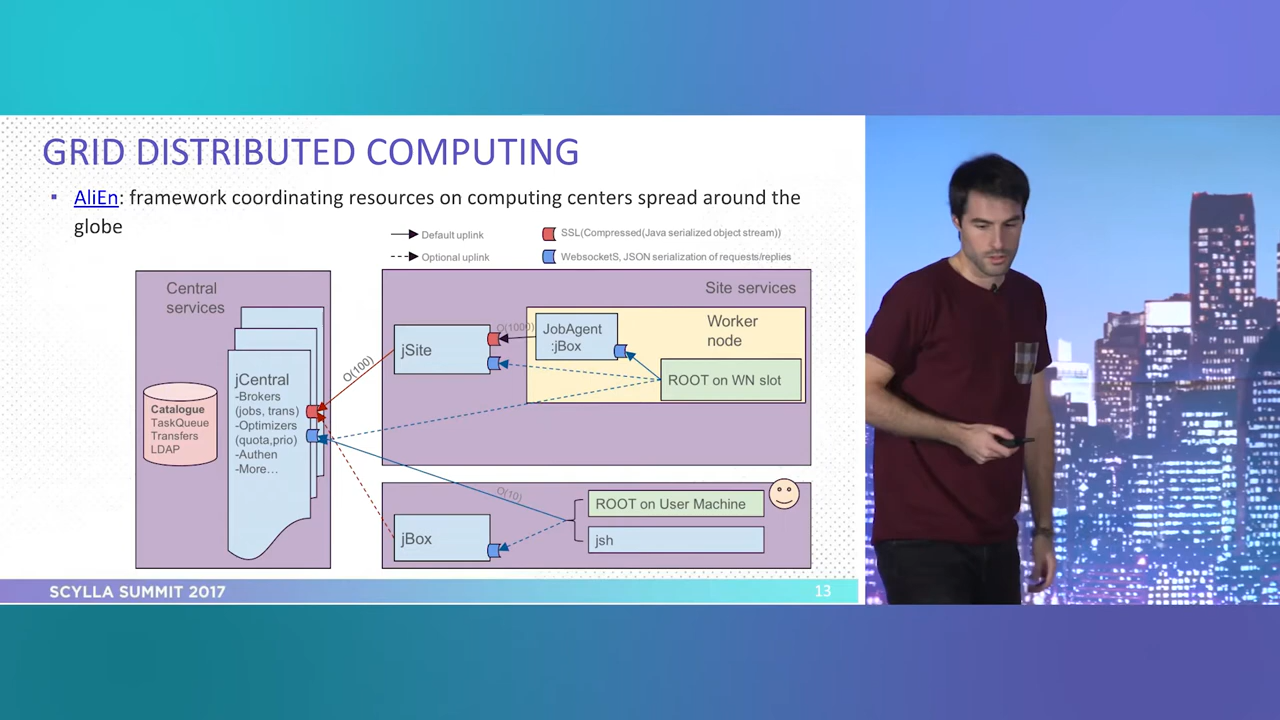 GRID DISTRIBUTED COMPUTING
▪ AliEn: framework coordinating resources on computing centers spread around the
globe
Default uplink
SSL(Compressed(Java serialized object stream))
Optional uplink
WebsocketS, JSON serialization of requests/replies
Central
services
Site services
jCentral
-Brokers
(jobs, trans)
-Optimizers
(quota,prio)
-Authen
-More…
Catalogue
TaskQueue
Transfers
LDAP
O(100)
jSite
O(1000)
JobAgent
:jBox
Worker
node
ROOT on WN slot
O(10)
ROOT on User Machine
jBox
jsh
SCYLLA SUMMIT 2017
13